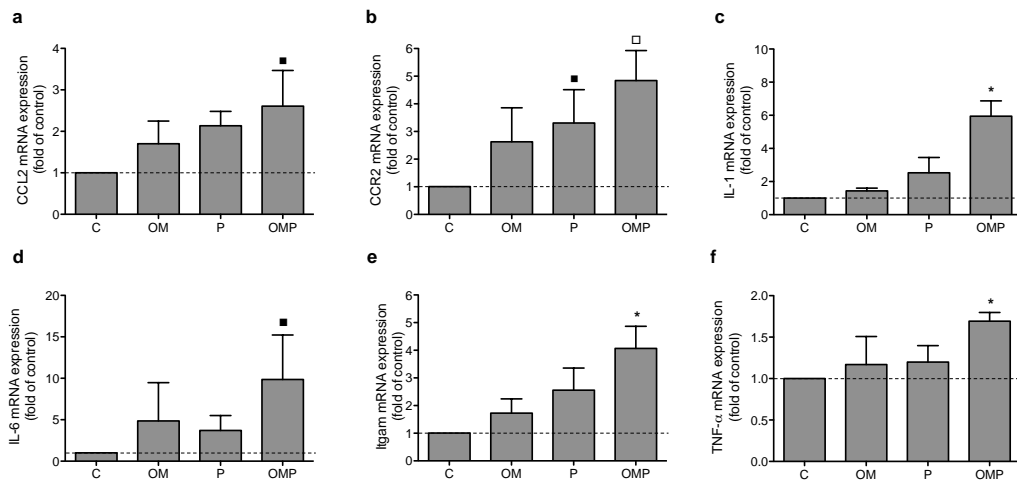 a
CCL2 mRNA expression
(fold of control)
4
3
2
1
0
C OM P OMP
■
b
CCR2 mRNA expression
(fold of control)
6
5
4
3
2
1
0
C OM P OMP
■ □
c
IL-1 mRNA expression
(fold of control)
10
8
6
4
2
0
C OM P OMP
*
d
IL-6 mRNA expression
(fold of control)
20
15
10
5
0
C OM P OMP
■
e
Itgam mRNA expression
(fold of control)
6
5
4
3
2
1
0
C OM P OMP
*
f
TNF-α mRNA expression
(fold of control)
2.0
1.5
1.0
0.5
0.0
C OM P OMP
*